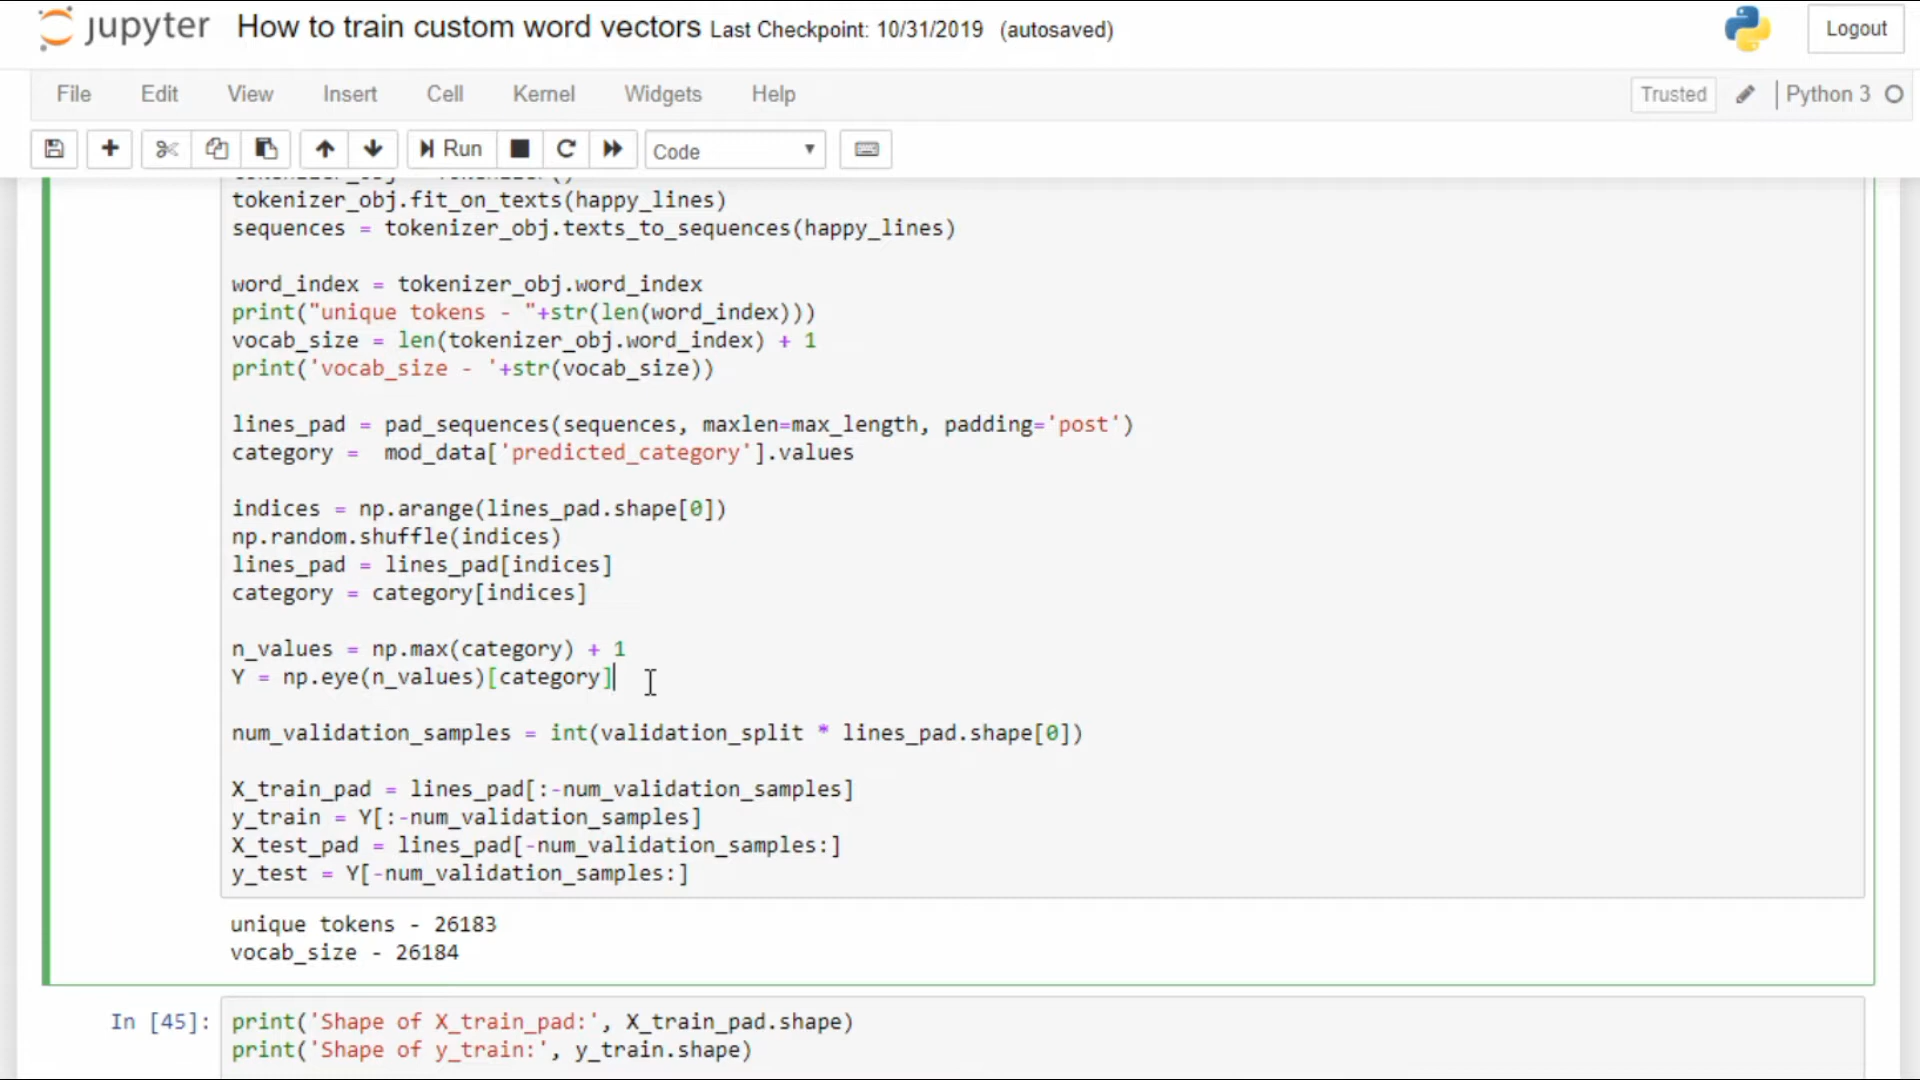 jupyter How to train custom word vectors Last Checkpoint: 10/31/2019 (autosaved) Logout
File Edit View Insert Cell Kernel Widgets Help Trusted Python 3
Run Code
tokenizer_obj.fit_on_texts(happy_lines)
sequences = tokenizer_obj.texts_to_sequences(happy_lines)
word_index = tokenizer_obj.word_index
print("unique tokens - "+str(len(word_index)))
vocab_size = len(tokenizer_obj.word_index) + 1
print('vocab_size - '+str(vocab_size))
lines_pad = pad_sequences(sequences, maxlen=max_length, padding='post')
category =  mod_data['predicted_category'].values
indices = np.arange(lines_pad.shape[0])
np.random.shuffle(indices)
lines_pad = lines_pad[indices]
category = category[indices]
n_values = np.max(category) + 1
Y = np.eye(n_values)[category]
num_validation_samples = int(validation_split * lines_pad.shape[0])
X_train_pad = lines_pad[:-num_validation_samples]
y_train = Y[:-num_validation_samples]
X_test_pad = lines_pad[-num_validation_samples:]
y_test = Y[-num_validation_samples:]
unique tokens - 26183
vocab_size - 26184
In [45]: print('Shape of X_train_pad:', X_train_pad.shape)
print('Shape of y_train:', y_train.shape)